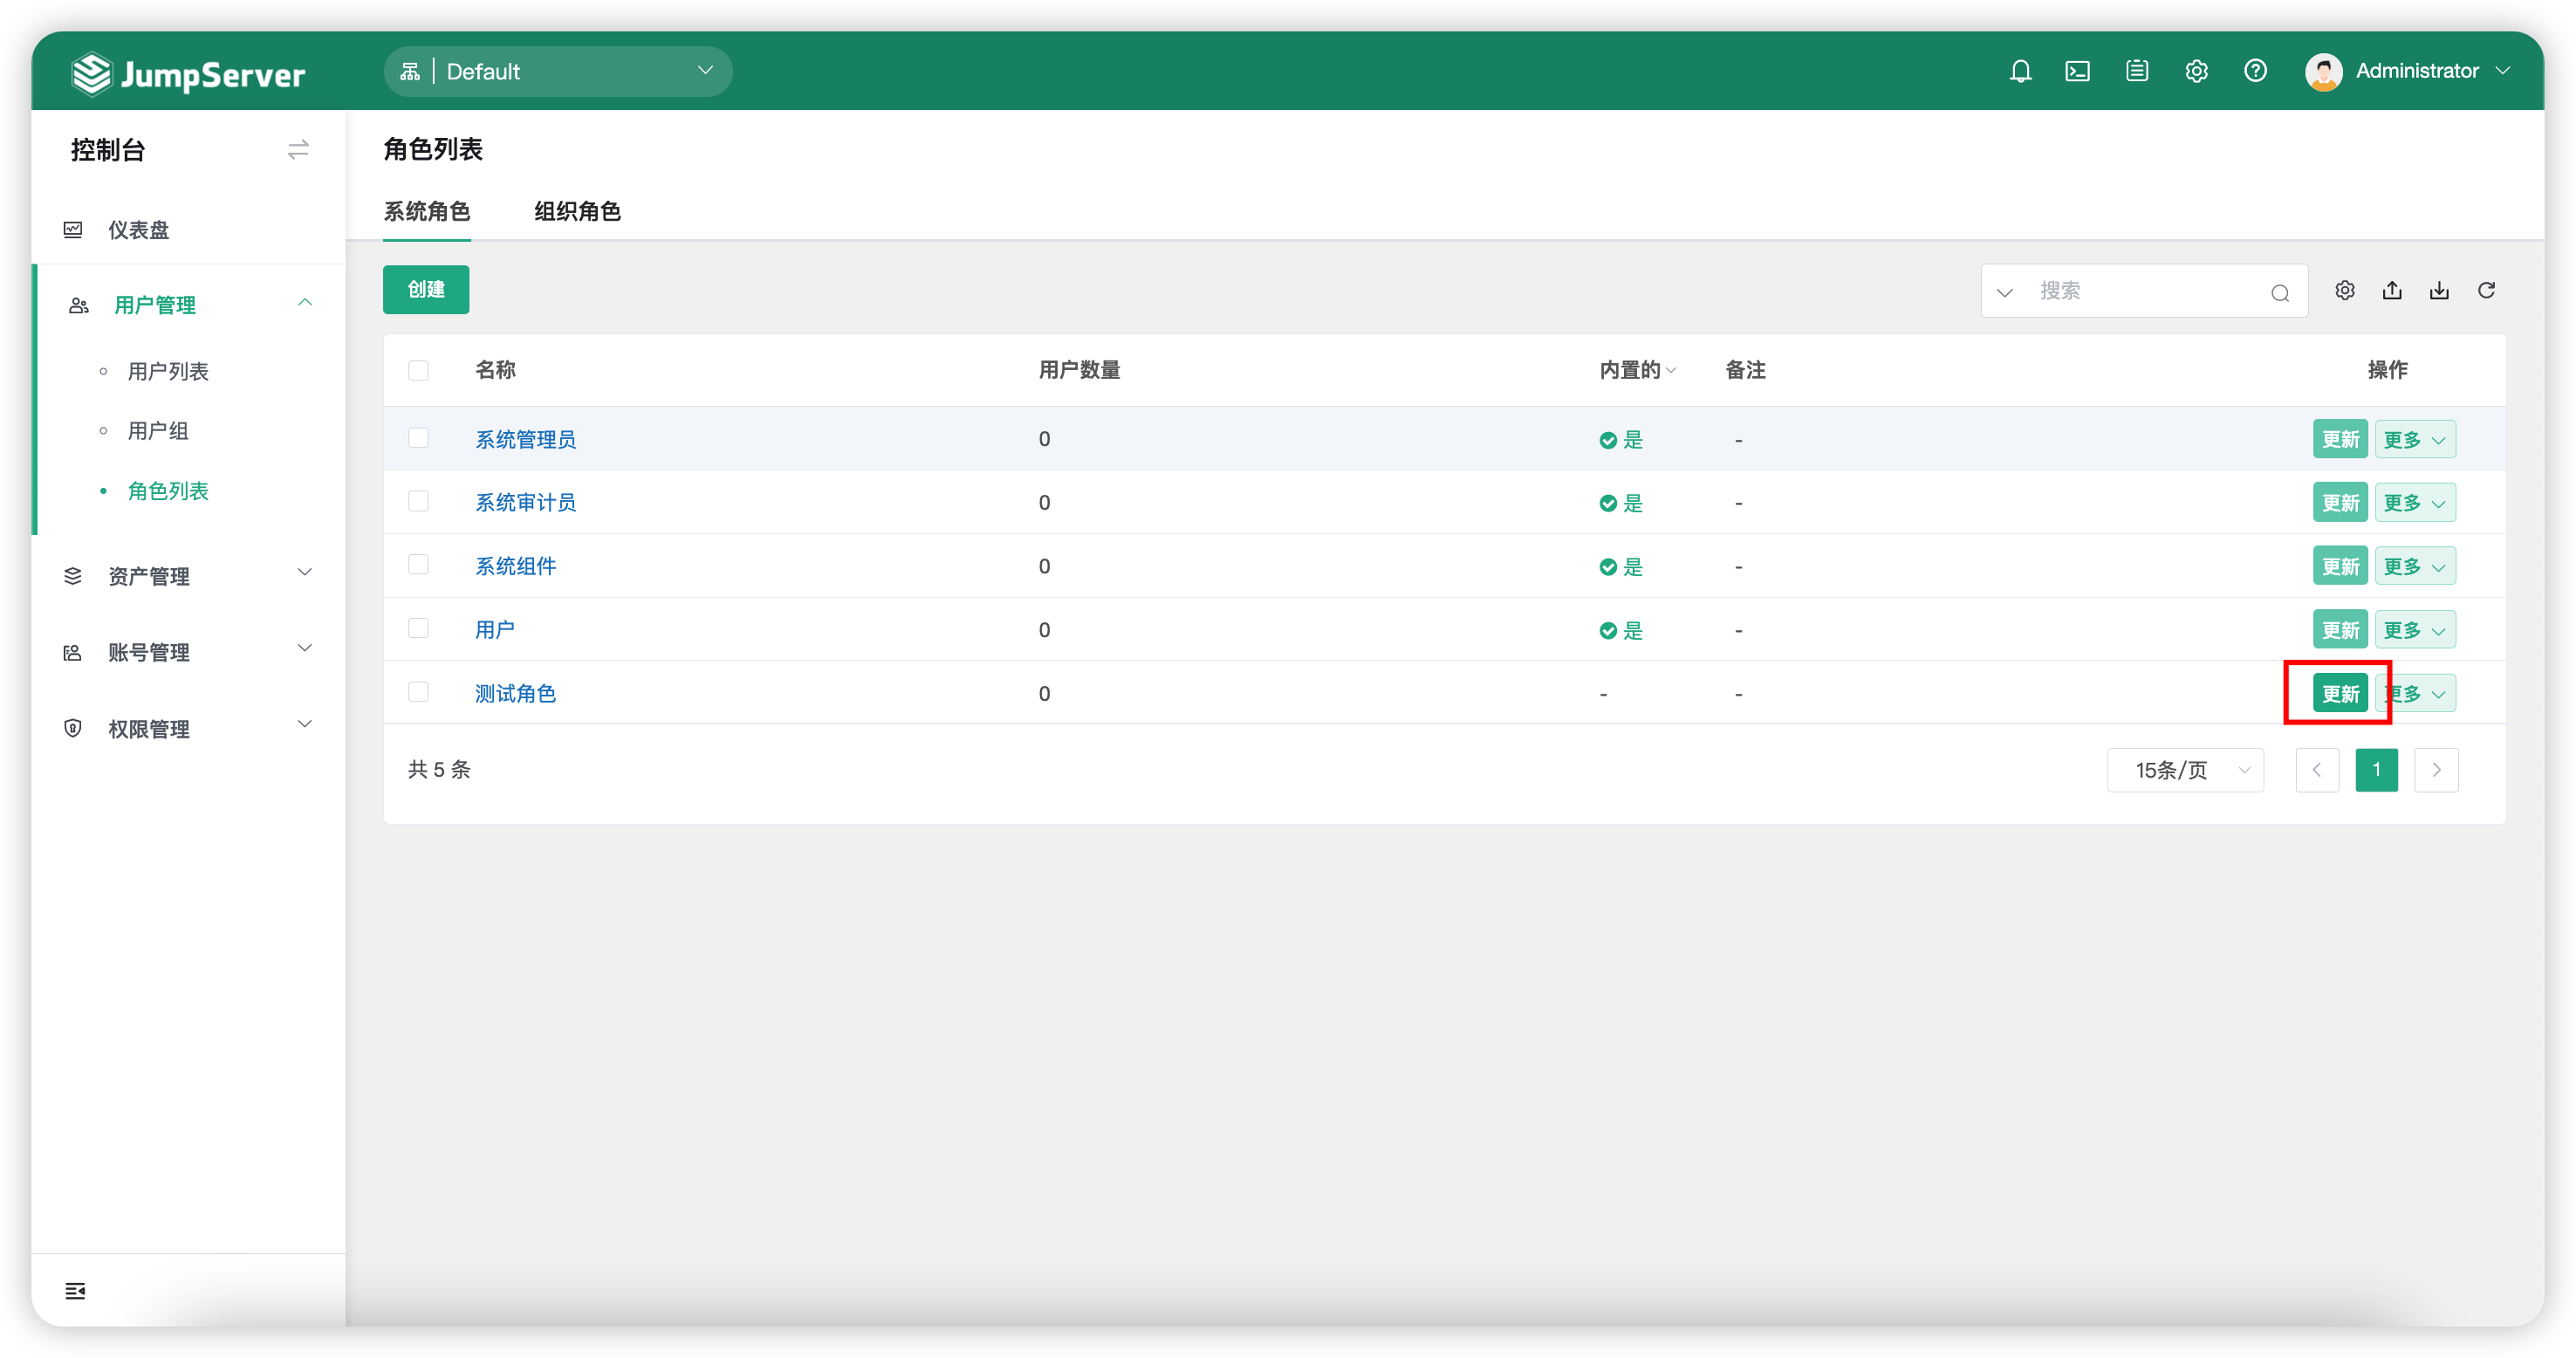 JumpServer
Default
Administrator
控制台
角色列表
系统角色 组织角色
仪表盘
用户管理
用户列表
用户组
角色列表
资产管理
账号管理
权限管理
创建
搜索
名称 用户数量 内置的 备注 操作
系统管理员 0 是 - 更新 更多
系统审计员 0 是 - 更新 更多
系统组件 0 是 - 更新 更多
用户 0 是 - 更新 更多
测试角色 0 - - 更新 更多
共 5 条
15条/页
1